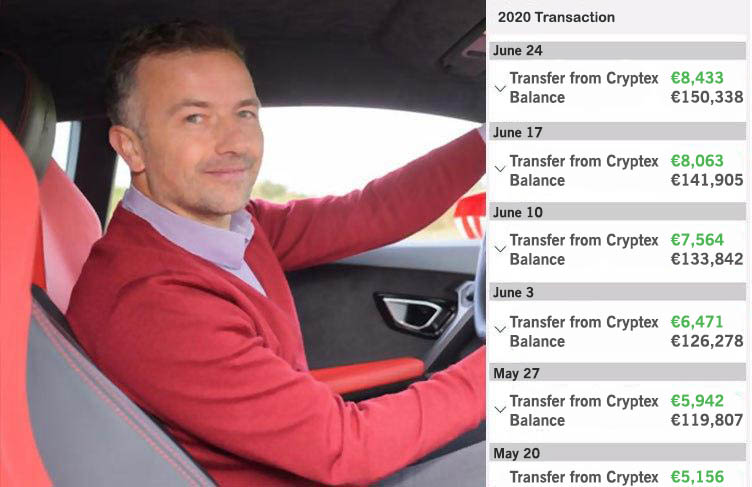 2020 Transaction
June 24
Transfer from Cryptex €8,433
Balance €150,338
June 17
Transfer from Cryptex €8,063
Balance €141,905
June 10
Transfer from Cryptex €7,564
Balance €133,842
June 3
Transfer from Cryptex €6,471
Balance €126,278
May 27
Transfer from Cryptex €5,942
Balance €119,807
May 20
Transfer from Cryptex €5,156